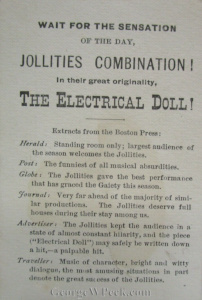 WAIT FOR THE SENSATION
OF THE DAY,
JOLLITIES COMBINATION!
In their great originality,
THE ELECTRICAL DOLL!
Extracts from the Boston Press:
Herald: Standing room only; largest audience of
the season welcomes the Jollities.
Post: The funniest of all musical absurdities.
Globe: The Jollities gave the best performance
that has graced the Gaiety this season.
Journal: Very far ahead of the majority of sim-
ilar productions. The Jollities deserve full
houses during their stay among us.
Advertiser: The Jollities kept the audience in a
state of almost constant hilarity, and the piece
("Electrical Doll") may safely be written down
a hit,—a palpable hit.
Traveller: Music of character, bright and witty
dialogue, the most amusing situations in part
denote the great success of the Jollities.
GeorgeWPeck.com